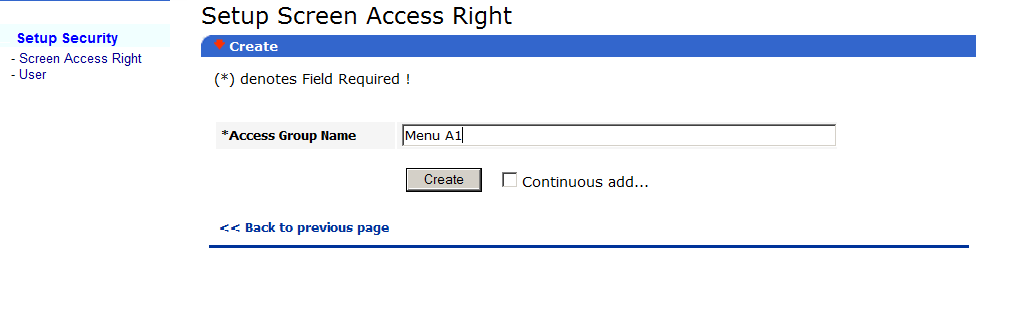 Setup Screen Access Right
Setup Security
- Screen Access Right
- User
Create
(*) denotes Field Required !
*Access Group Name
Menu A1
Create
Continuous add...
<< Back to previous page